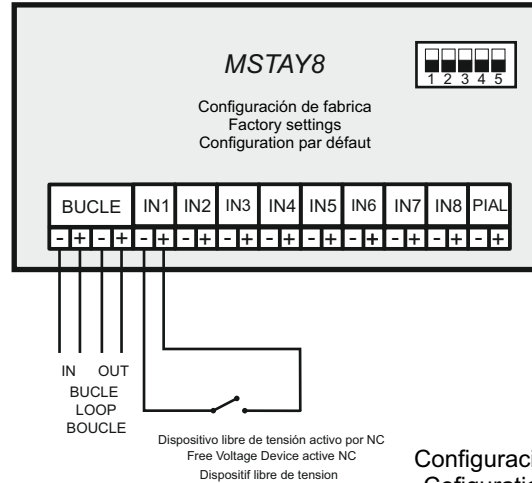 MSTAY8
1 2 3 4 5
Configuración de fabrica
Factory settings
Configuration par défaut
BUCLE IN1 IN2 IN3 IN4 IN5 IN6 IN7 IN8 PIAL
- + - + - + - + - + - + - + - + - + - + - +
IN OUT
BUCLE
LOOP
BOUCLE
Dispositivo libre de tensión activo por NC
Free Voltage Device active NC
Dispositif libre de tension